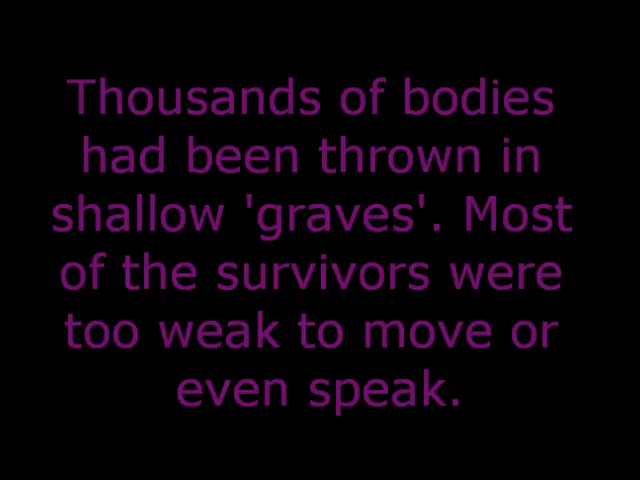 Thousands of bodies
had been thrown in
shallow 'graves'. Most
of the survivors were
too weak to move or
even speak.